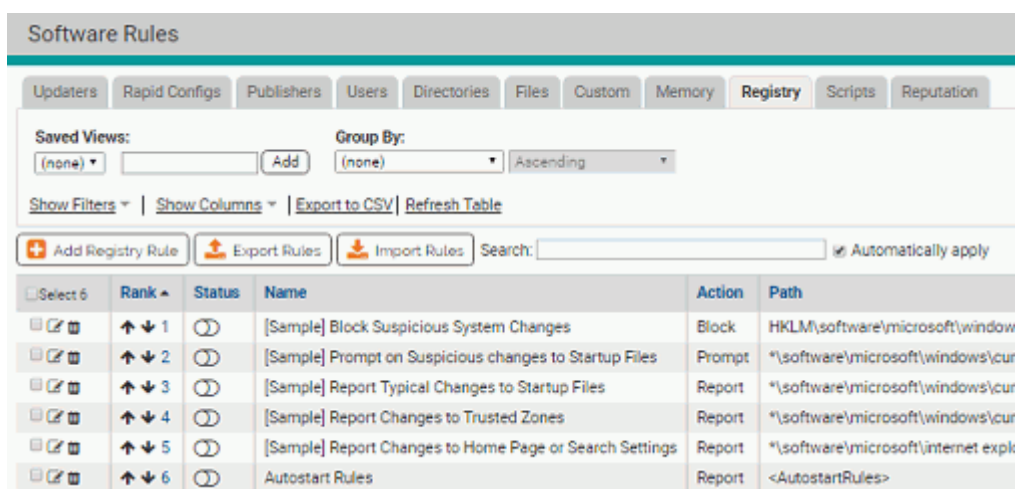 Software Rules
Updaters Rapid Configs Publishers Users Directories Files Custom Memory Registry Scripts Reputation
Saved Views: Group By:
(none) Add (none) Ascending
Show Filters | Show Columns | Export to CSV | Refresh Table
Add Registry Rule Export Rules Import Rules Search: Automatically apply
Select 6 Rank Status Name Action Path
1 [Sample] Block Suspicious System Changes Block HKLM\software\microsoft\window
2 [Sample] Prompt on Suspicious changes to Startup Files Prompt *\software\microsoft\windows\cur
3 [Sample] Report Typical Changes to Startup Files Report *\software\microsoft\windows\cur
4 [Sample] Report Changes to Trusted Zones Report *\software\microsoft\windows\cur
5 [Sample] Report Changes to Home Page or Search Settings Report *\software\microsoft\internet explo
6 Autostart Rules Report <AutostartRules>